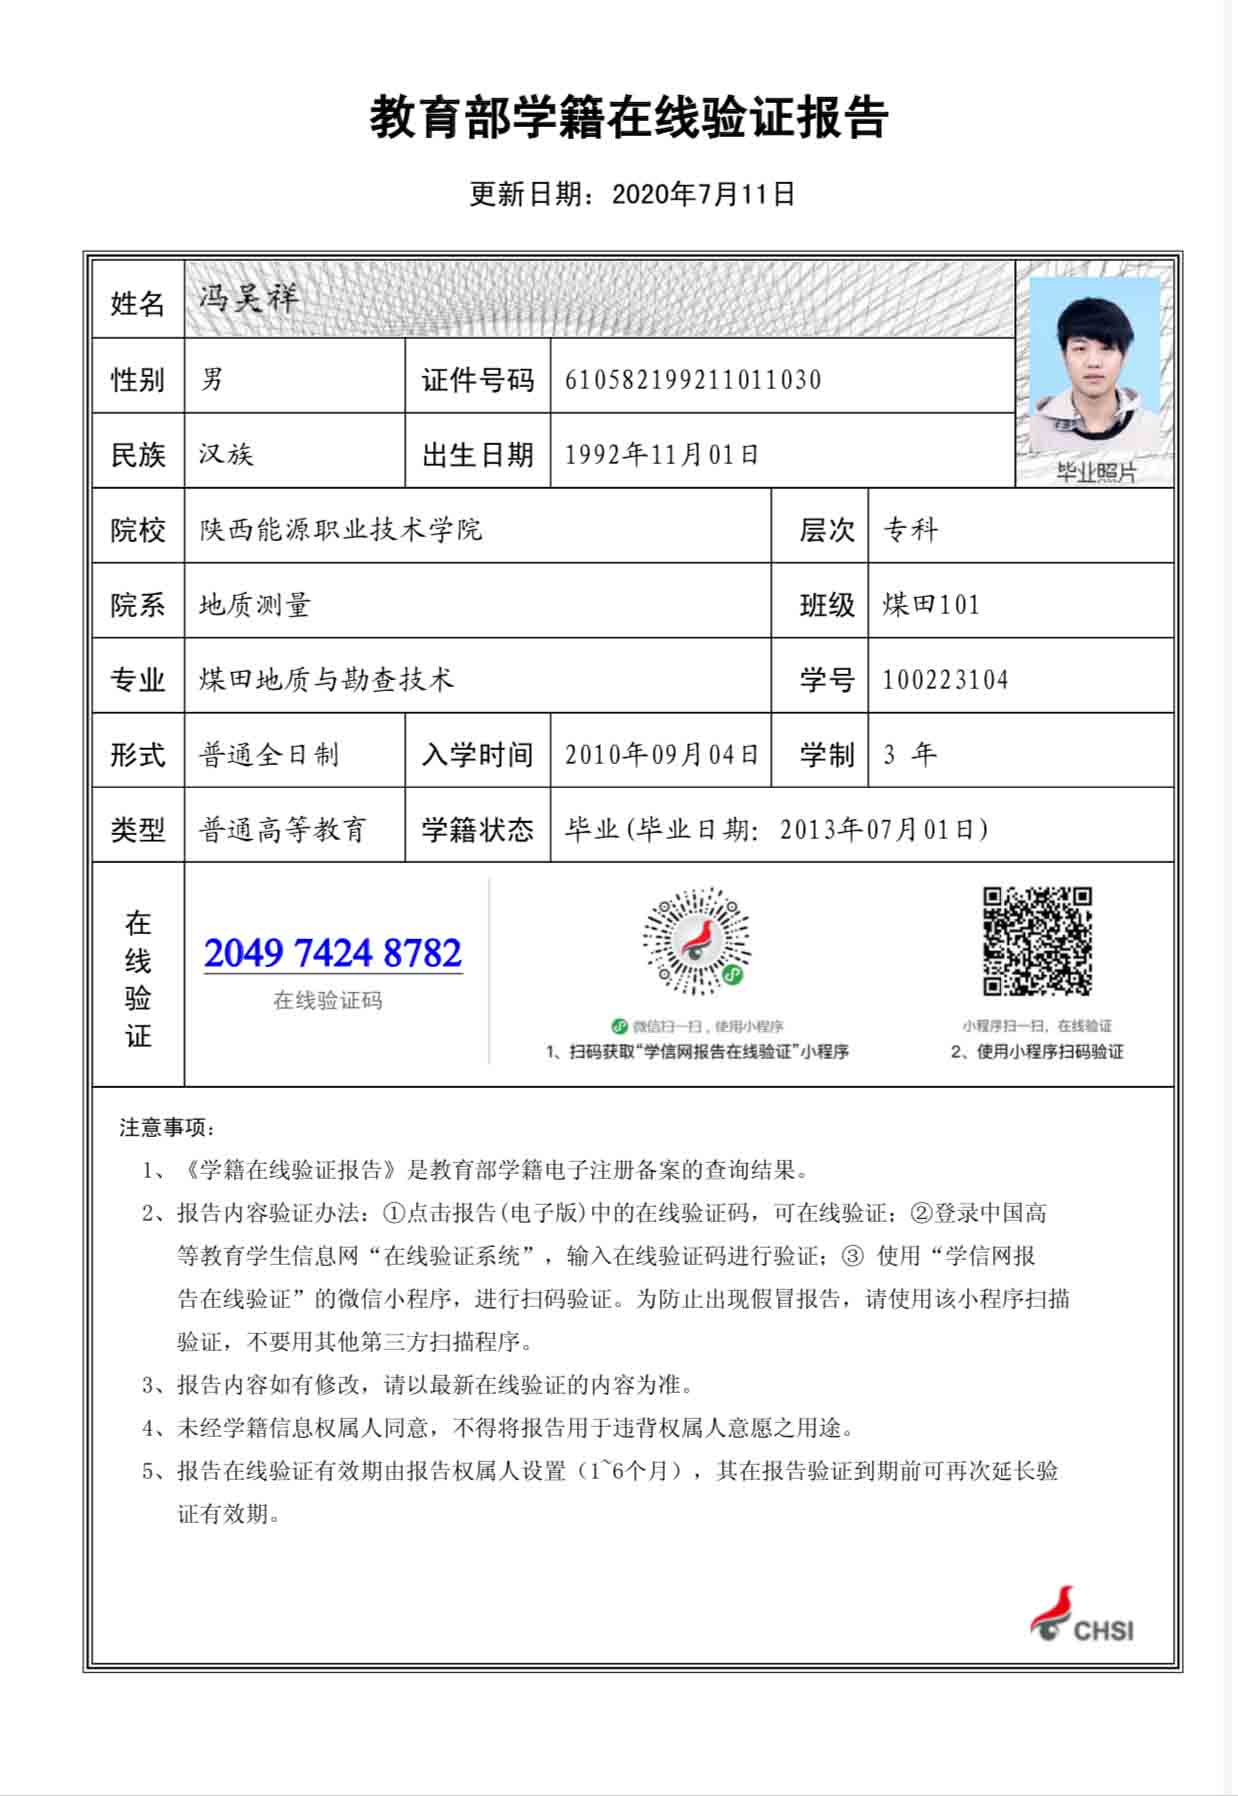 教育部学籍在线验证报告
更新日期：2020年7月11日
姓名 冯吴祥
性别 男 证件号码 610582199211011030
民族 汉族 出生日期 1992年11月01日
毕业照片
院校 陕西能源职业技术学院 层次 专科
院系 地质测量 班级 煤田101
专业 煤田地质与勘查技术 学号 100223104
形式 普通全日制 入学时间 2010年09月04日 学制 3 年
类型 普通高等教育 学籍状态 毕业(毕业日期：2013年07月01日)
在线验证
2049 7424 8782
在线验证码
微信扫一扫，使用小程序
1、扫码获取“学信网报告在线验证”小程序
小程序扫一扫，在线验证
2、使用小程序扫码验证
注意事项：
1、《学籍在线验证报告》是教育部学籍电子注册备案的查询结果。
2、报告内容验证办法：①点击报告(电子版)中的在线验证码，可在线验证；②登录中国高
等教育学生信息网“在线验证系统”，输入在线验证码进行验证；③ 使用“学信网报
告在线验证”的微信小程序，进行扫码验证。为防止出现假冒报告，请使用该小程序扫描
验证，不要用其他第三方扫描程序。
3、报告内容如有修改，请以最新在线验证的内容为准。
4、未经学籍信息权属人同意，不得将报告用于违背权属人意愿之用途。
5、报告在线验证有效期由报告权属人设置（1~6个月），其在报告验证到期前可再次延长验
证有效期。
CHSI